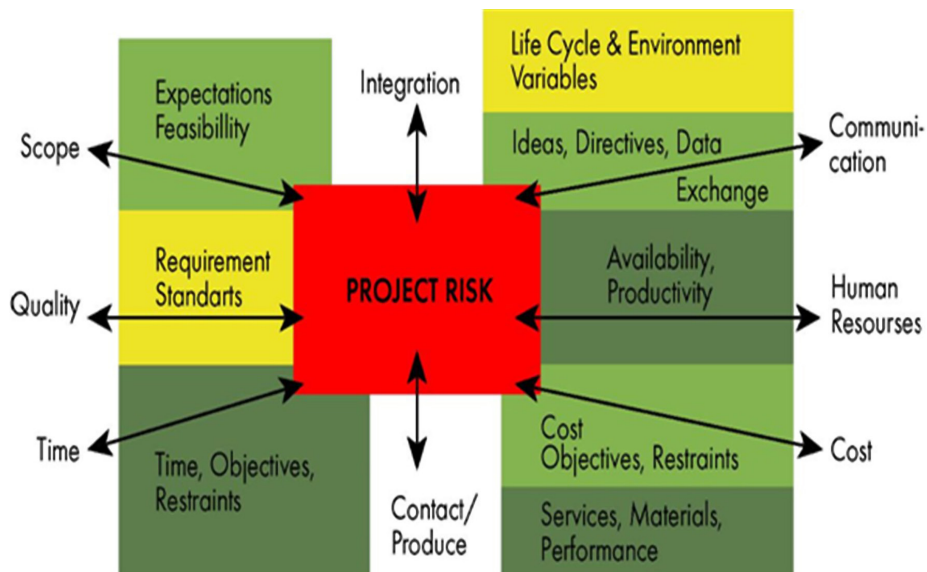 Life Cycle & Environment
Variables
Integration
Expectations
Feasibillity
Scope
Ideas, Directives, Data
Exchange
Communi-
cation
Requirement
Standarts
Quality
PROJECT RISK
Availability,
Productivity
Human
Resourses
Time
Time, Objectives,
Restraints
Contact/
Produce
Cost
Objectives, Restraints
Cost
Services, Materials,
Performance